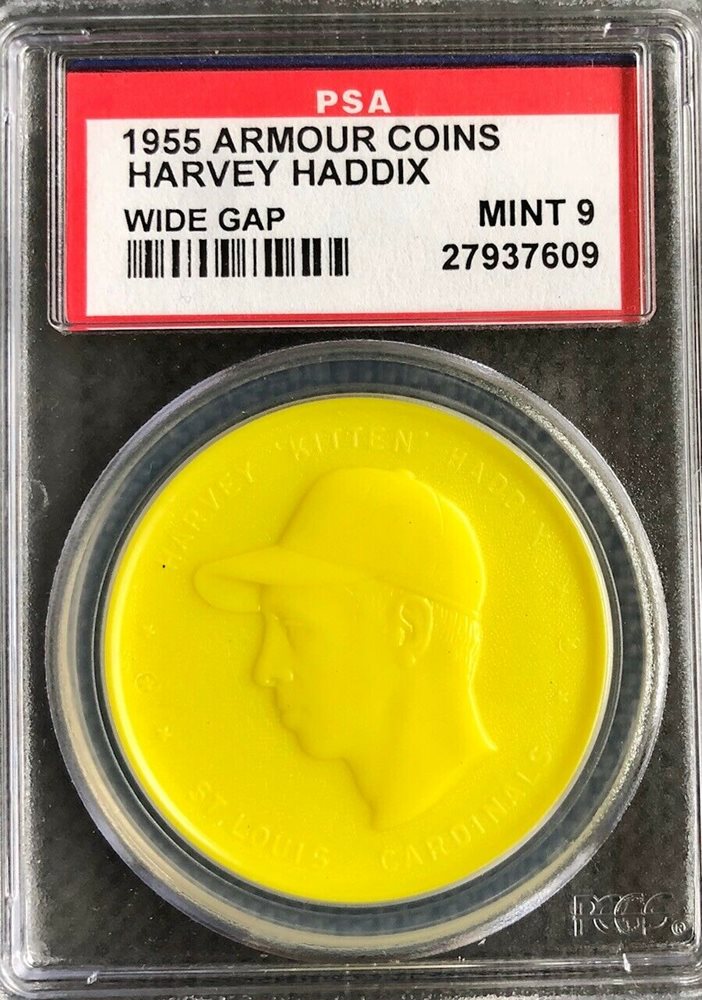 PSA
1955 ARMOUR COINS
HARVEY HADDIX
WIDE GAP
MINT 9
27937609
HARVEY "KITTEN" HADDIX
ST. LOUIS CARDINALS
PCGS®